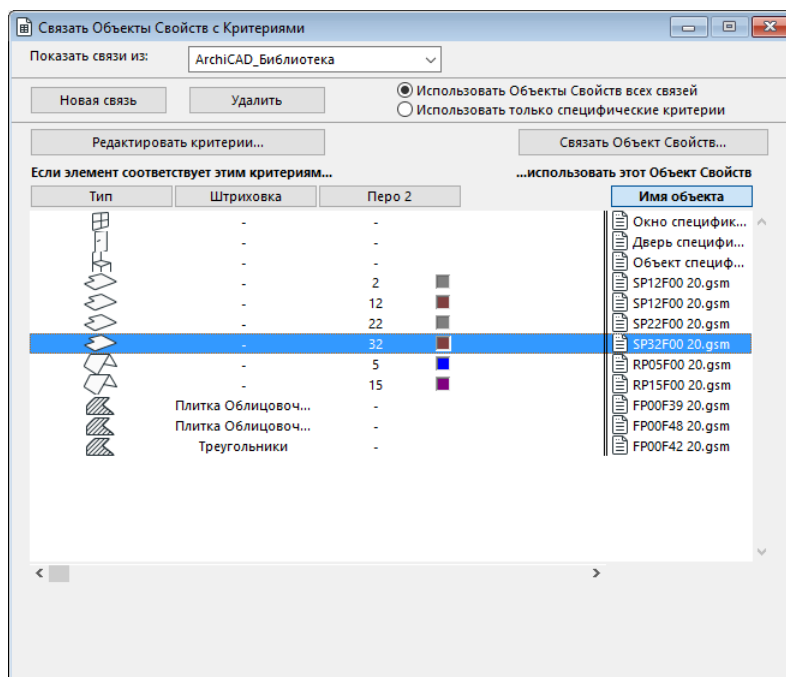 Связать Объекты Свойств с Критериями
Показать связи из: ArchiCAD_Библиотека
Новая связь Удалить Использовать Объекты Свойств всех связей
Использовать только специфические критерии
Редактировать критерии... Связать Объект Свойств...
Если элемент соответствует этим критериям... ...использовать этот Объект Свойств
Тип Штриховка Перо 2 Имя объекта
- - Окно специфик...
- - Дверь специфи...
- - Объект специф...
- 2 SP12F00 20.gsm
- 12 SP12F00 20.gsm
- 22 SP22F00 20.gsm
- 32 SP32F00 20.gsm
- 5 RP05F00 20.gsm
- 15 RP15F00 20.gsm
Плитка Облицовоч... - FP00F39 20.gsm
Плитка Облицовоч... - FP00F48 20.gsm
Треугольники - FP00F42 20.gsm